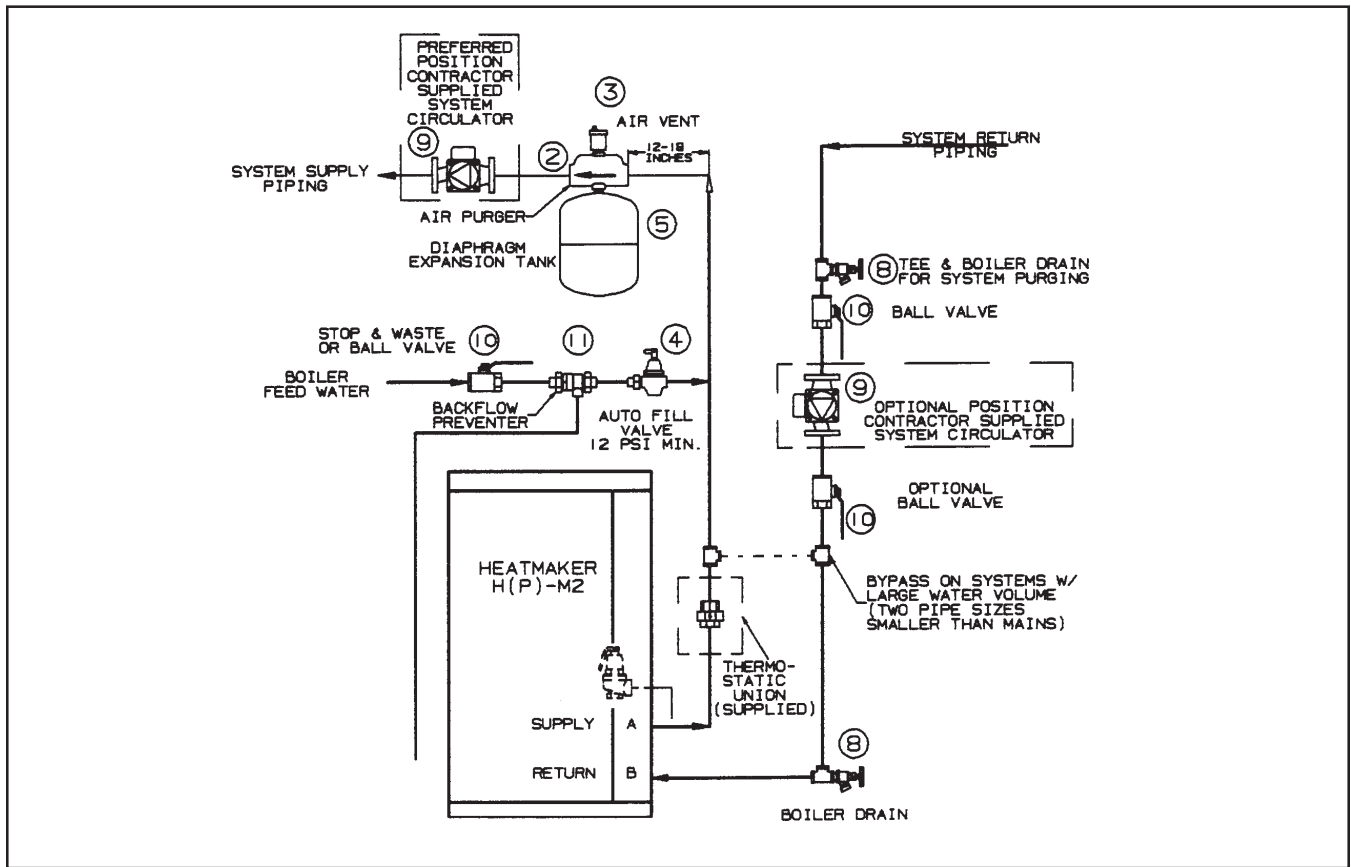 PREFERRED
POSITION
CONTRACTOR
SUPPLIED
SYSTEM
CIRCULATOR
9
SYSTEM SUPPLY
PIPING
3
AIR VENT
2
12-18
INCHES
AIR PURGER
5
DIAPHRAGM
EXPANSION TANK
SYSTEM RETURN
PIPING
8
TEE & BOILER DRAIN
FOR SYSTEM PURGING
10
BALL VALVE
STOP & WASTE
OR BALL VALVE
10
11
4
BOILER
FEED WATER
BACKFLOW
PREVENTER
AUTO FILL
VALVE
12 PSI MIN.
9
OPTIONAL POSITION
CONTRACTOR SUPPLIED
SYSTEM CIRCULATOR
OPTIONAL
BALL VALVE
10
HEATMAKER
H(P)-M2
BYPASS ON SYSTEMS W/
LARGE WATER VOLUME
(TWO PIPE SIZES
SMALLER THAN MAINS)
THERMO-
STATIC
UNION
(SUPPLIED)
SUPPLY A
RETURN B
8
BOILER DRAIN